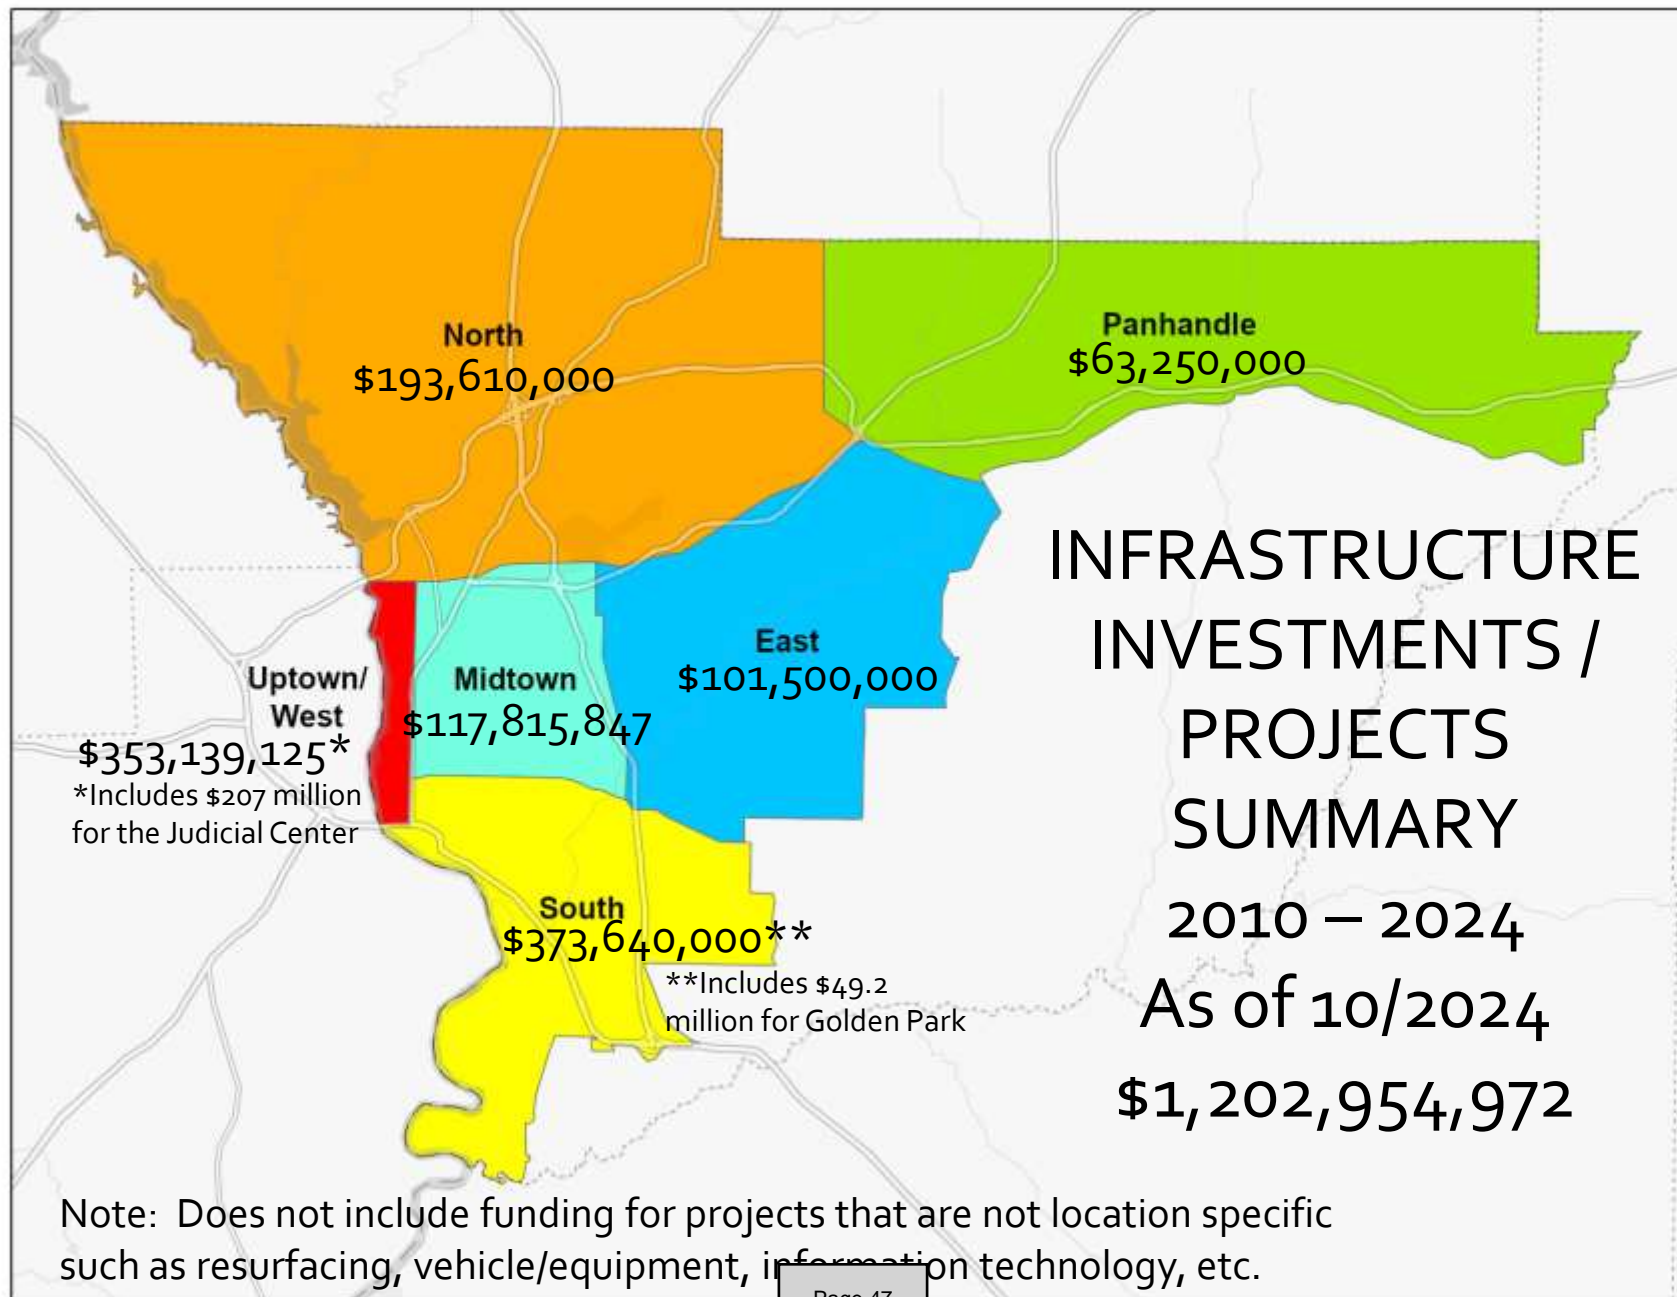 North
$193,610,000
Panhandle
$63,250,000
East
$101,500,000
Uptown/
West
$353,139,125*
*Includes $207 million
for the Judicial Center
Midtown
$117,815,847
South
$373,640,000**
**Includes $49.2
million for Golden Park
INFRASTRUCTURE
INVESTMENTS /
PROJECTS
SUMMARY
2010 – 2024
As of 10/2024
$1,202,954,972
Note: Does not include funding for projects that are not location specific
such as resurfacing, vehicle/equipment, information technology, etc.
Page 47